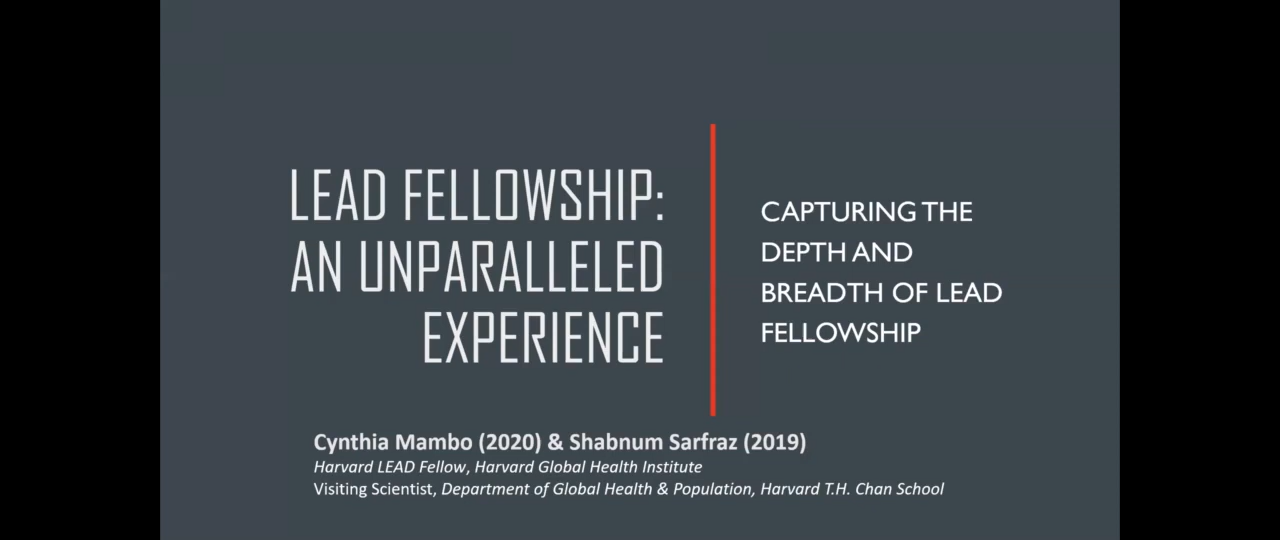 LEAD FELLOWSHIP:
AN UNPARALLELED
EXPERIENCE
CAPTURING THE
DEPTH AND
BREADTH OF LEAD
FELLOWSHIP
Cynthia Mambo (2020) & Shabnum Sarfraz (2019)
Harvard LEAD Fellow, Harvard Global Health Institute
Visiting Scientist, Department of Global Health & Population, Harvard T.H. Chan School